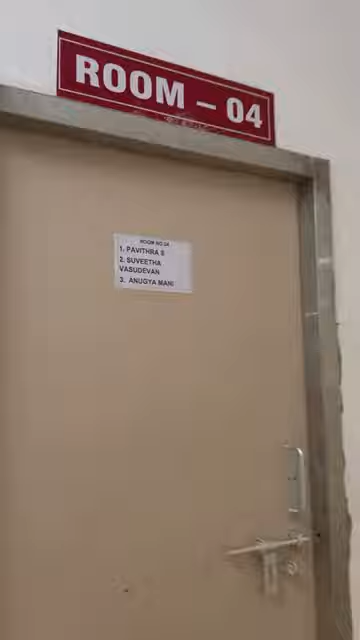 ROOM – 04
ROOM NO.04
1. PAVITHRA S
2. SUVEETHA
VASUDEVAN
3. ANUGYA MANI